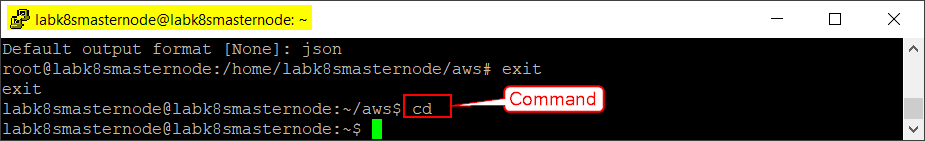 labk8smasternode@labk8smasternode: ~
Default output format [None]: json
root@labk8smasternode:/home/labk8smasternode/aws# exit
exit
labk8smasternode@labk8smasternode:~/aws$ cd
Command
labk8smasternode@labk8smasternode:~$